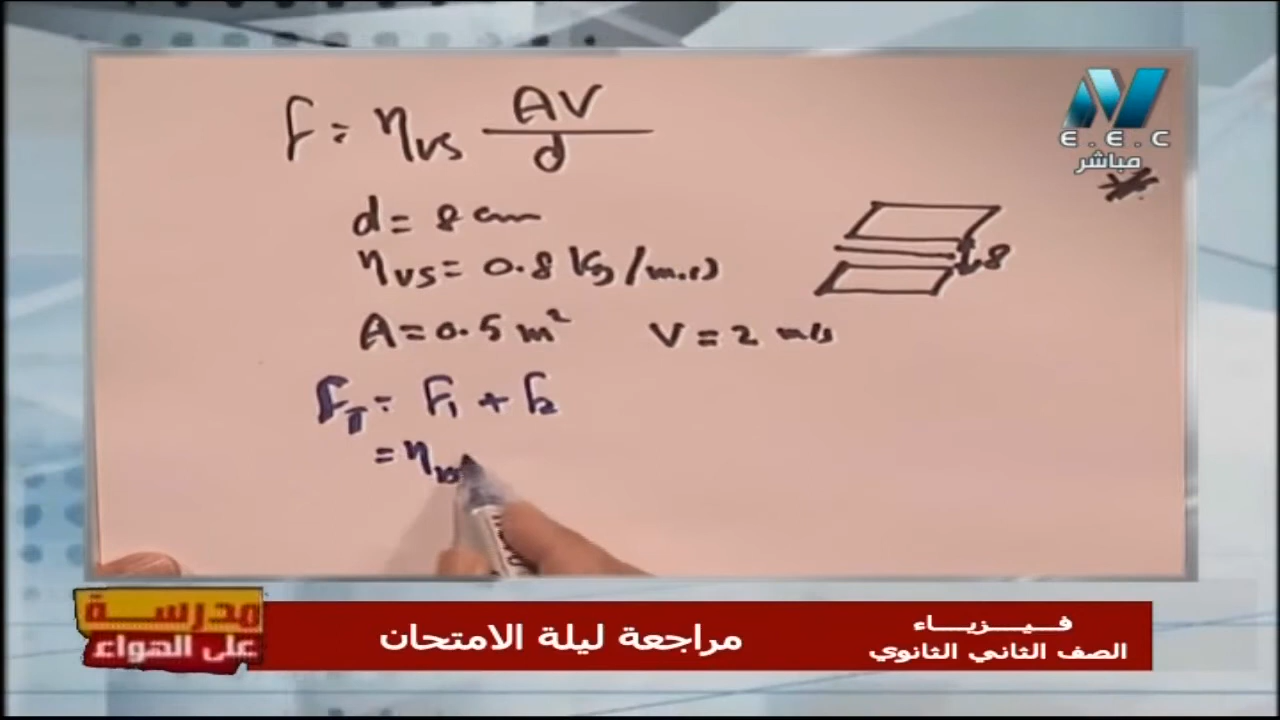 F = ηvs AV / d
E.E.C
مباشر
d = 8 cm
8
ηvs = 0.8 kg/m.s
A = 0.5 m² V = 2 m/s
FT = F1 + F2
= ηvs
مدرسة
على الهواء
مراجعة ليلة الامتحان
فيزياء
الصف الثاني الثانوي